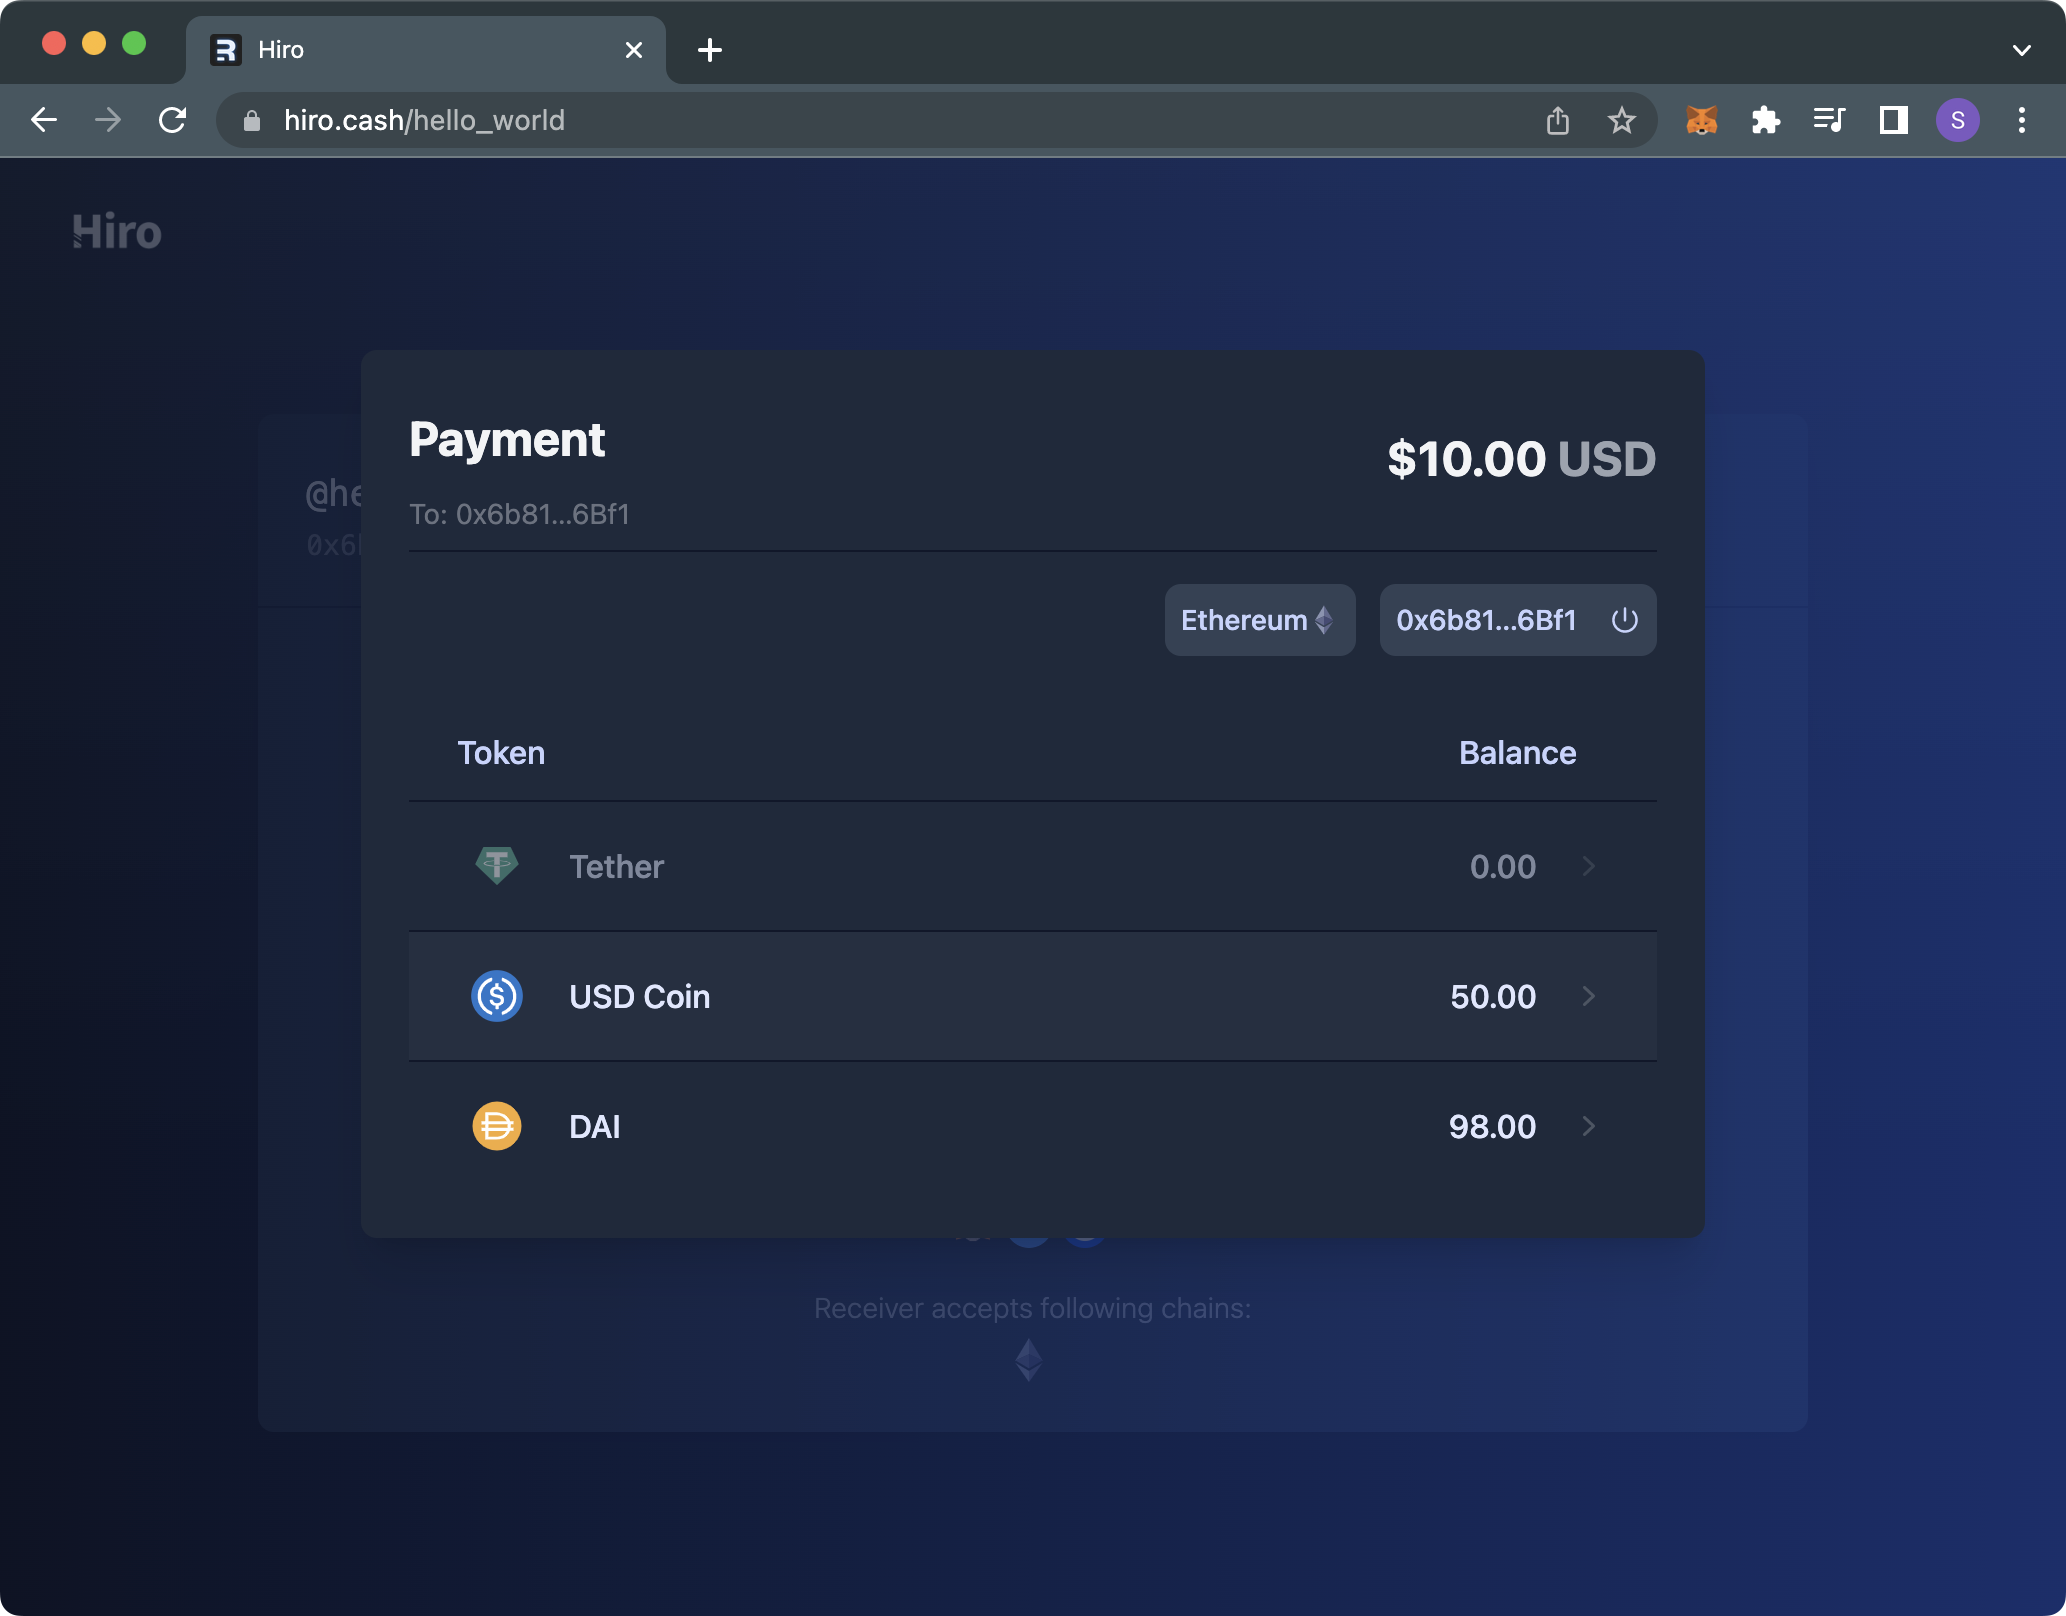 Hiro
hiro.cash/hello_world
S
Hiro
@he
0x6
Payment
$10.00 USD
To: 0x6b81...6Bf1
Ethereum
0x6b81...6Bf1
Token
Balance
Tether
0.00
USD Coin
50.00
DAI
98.00
Receiver accepts following chains: